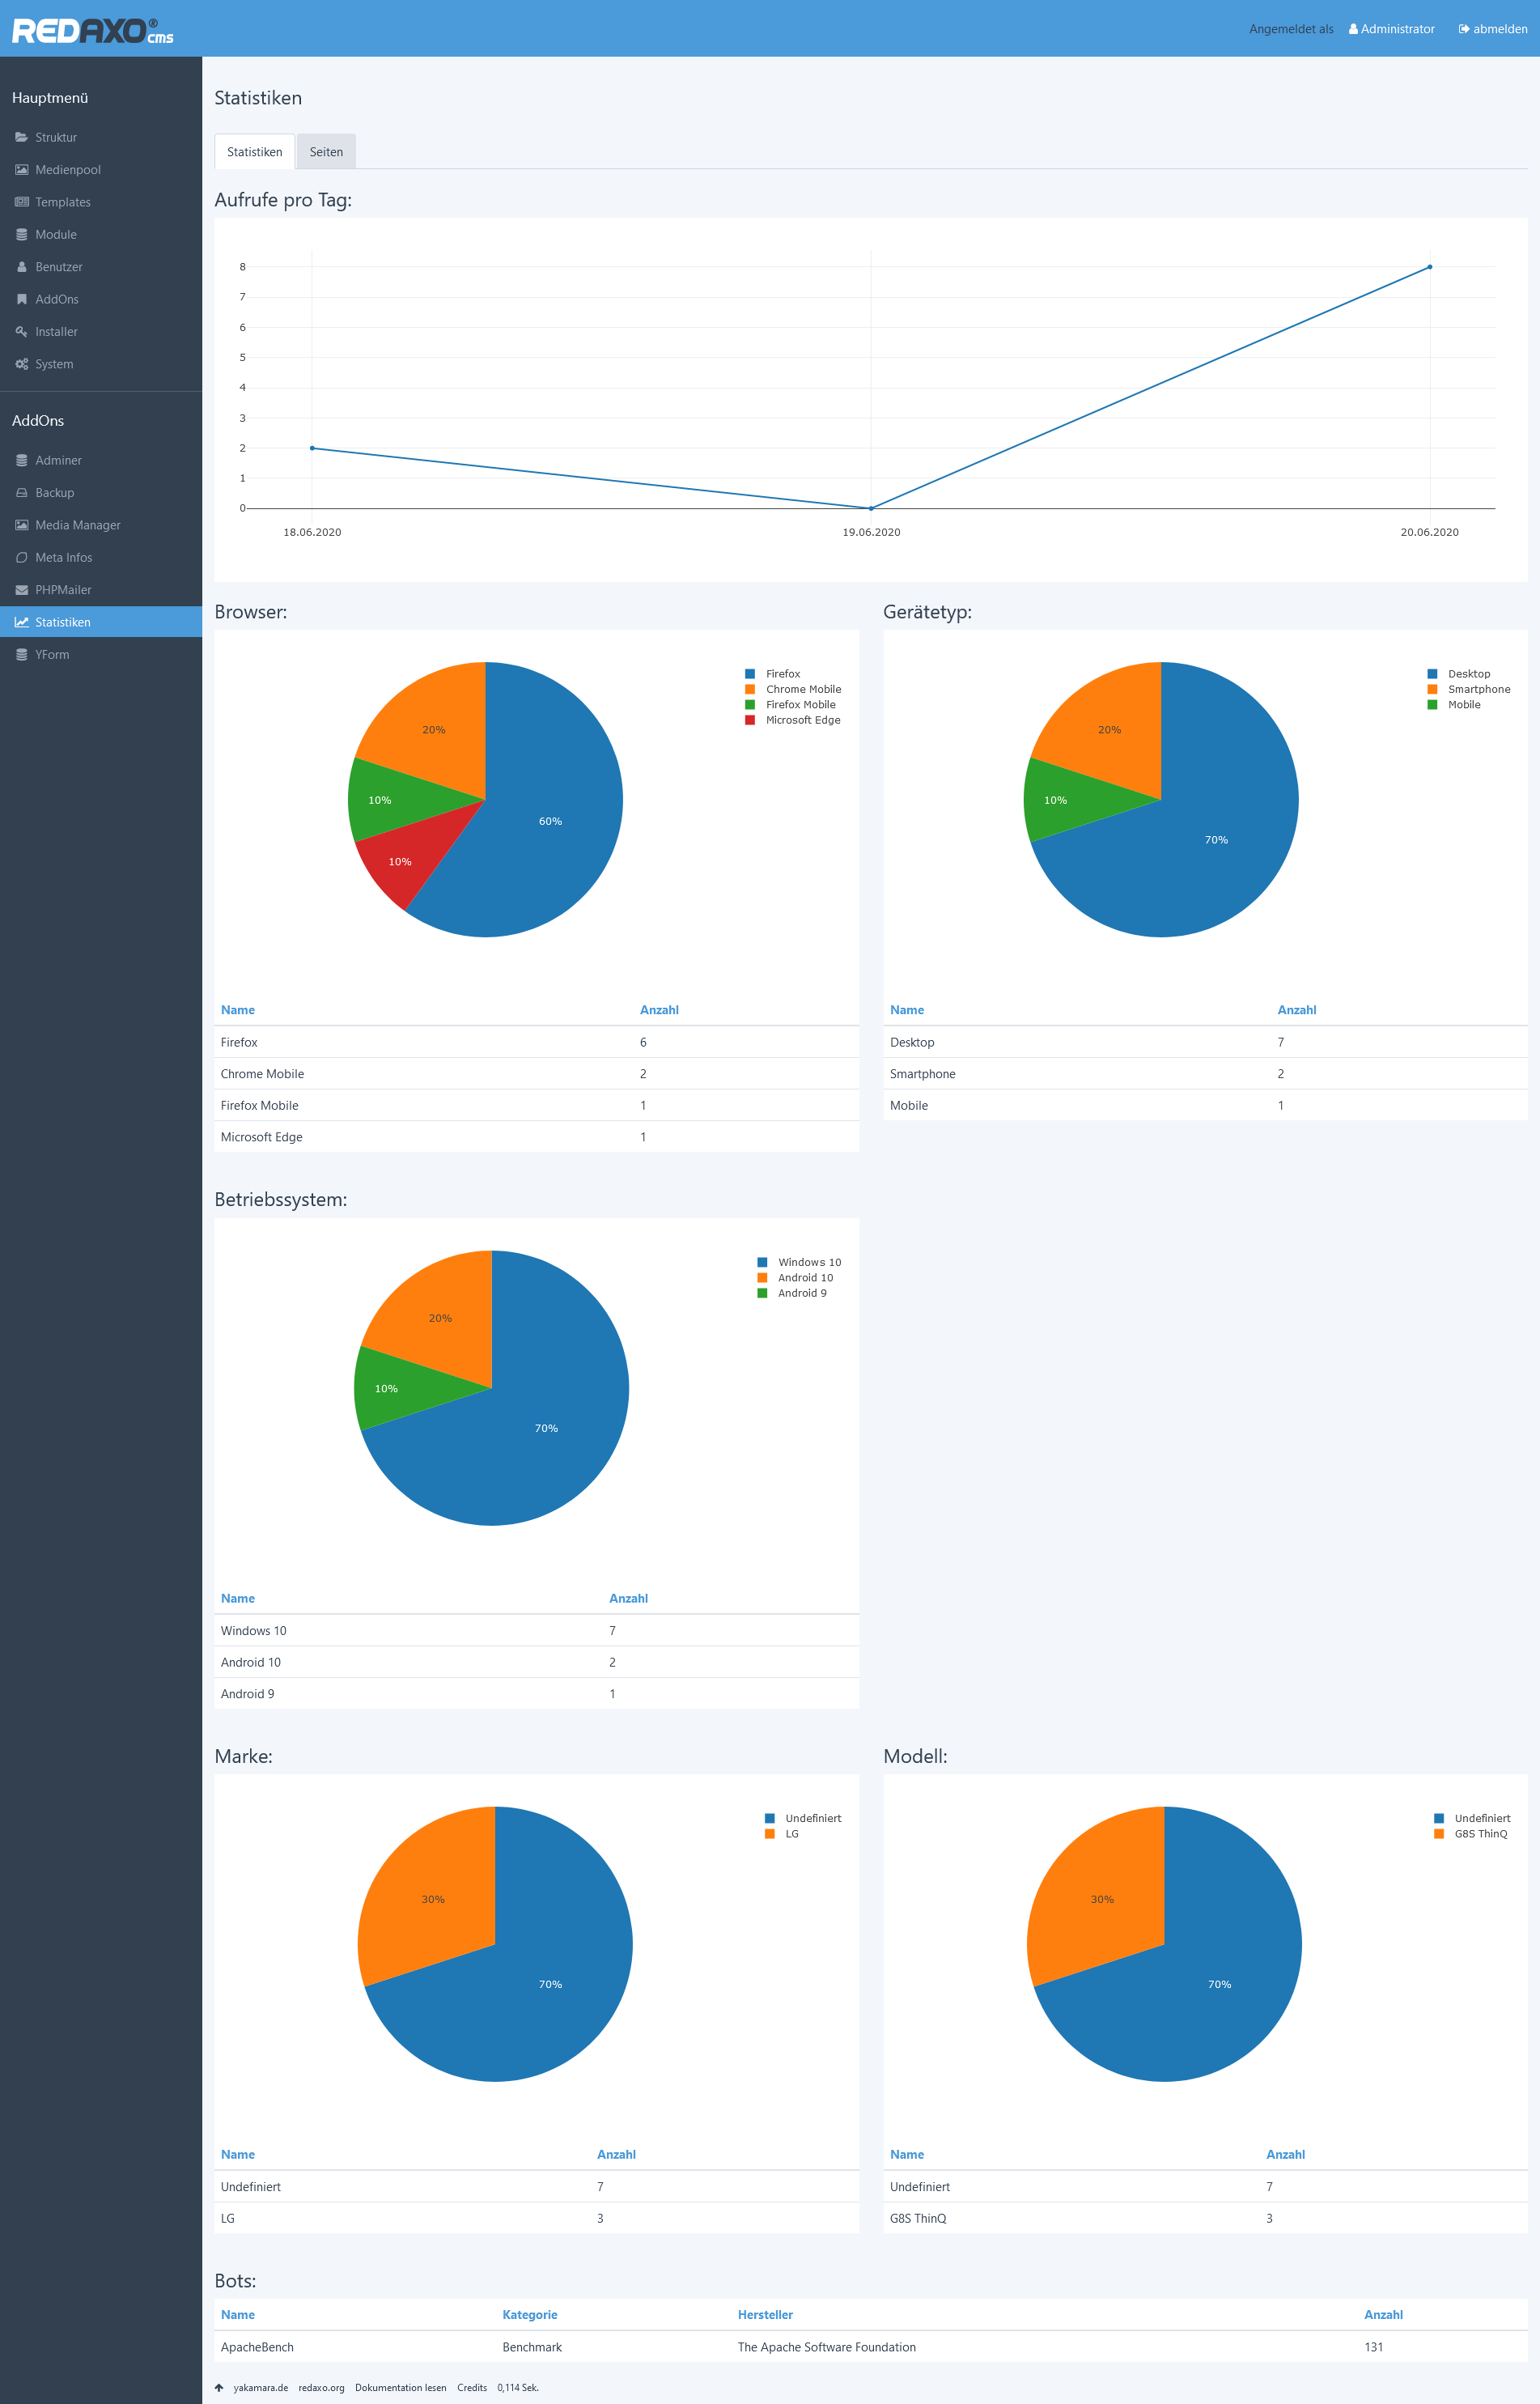 REDAXO® cms
Angemeldet als Administrator abmelden
Hauptmenü
Struktur
Medienpool
Templates
Module
Benutzer
AddOns
Installer
System
AddOns
Adminer
Backup
Media Manager
Meta Infos
PHPMailer
Statistiken
YForm
Statistiken
Statistiken Seiten
Aufrufe pro Tag:
8
7
6
5
4
3
2
1
0
18.06.2020 19.06.2020 20.06.2020
Browser:
Firefox
Chrome Mobile
Firefox Mobile
Microsoft Edge
20%
10%
60%
10%
Name Anzahl
Firefox 6
Chrome Mobile 2
Firefox Mobile 1
Microsoft Edge 1
Gerätetyp:
Desktop
Smartphone
Mobile
20%
10%
70%
Name Anzahl
Desktop 7
Smartphone 2
Mobile 1
Betriebssystem:
Windows 10
Android 10
Android 9
20%
10%
70%
Name Anzahl
Windows 10 7
Android 10 2
Android 9 1
Marke:
Undefiniert
LG
30%
70%
Name Anzahl
Undefiniert 7
LG 3
Modell:
Undefiniert
G8S ThinQ
30%
70%
Name Anzahl
Undefiniert 7
G8S ThinQ 3
Bots:
Name Kategorie Hersteller Anzahl
ApacheBench Benchmark The Apache Software Foundation 131
yakamara.de redaxo.org Dokumentation lesen Credits 0,114 Sek.